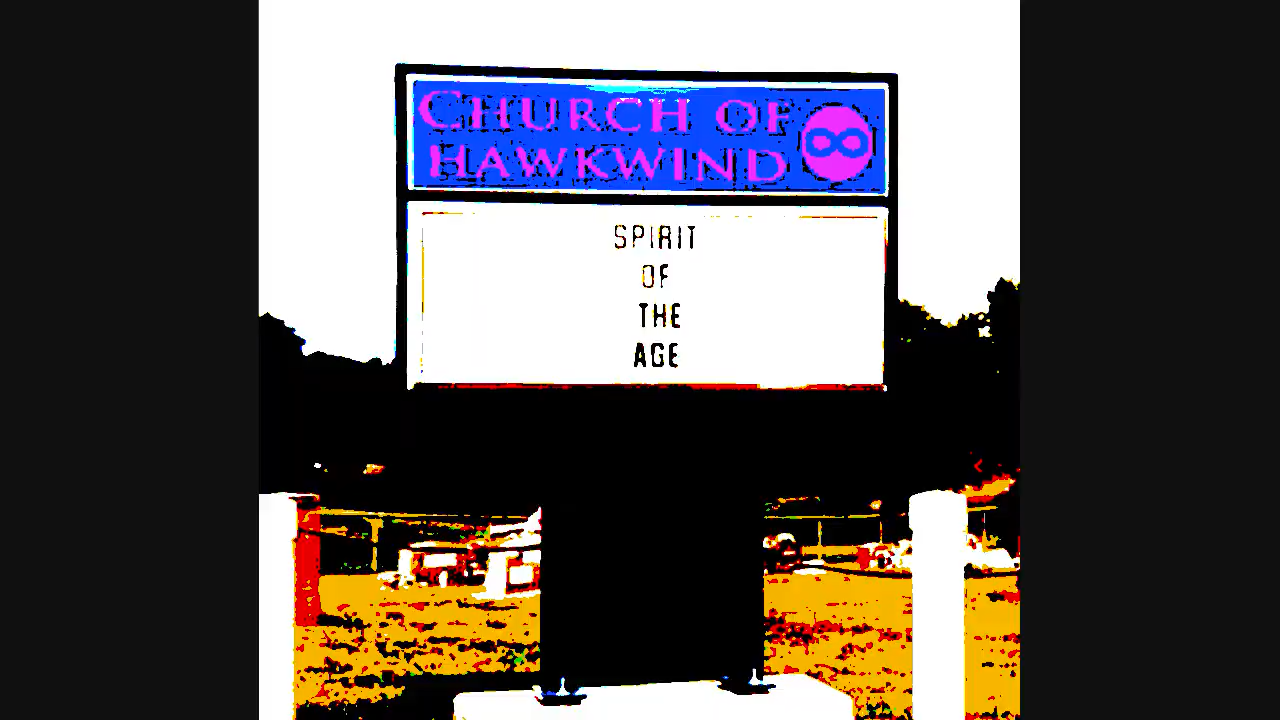 CHURCH OF
HAWKWIND
SPIRIT
OF
THE
AGE